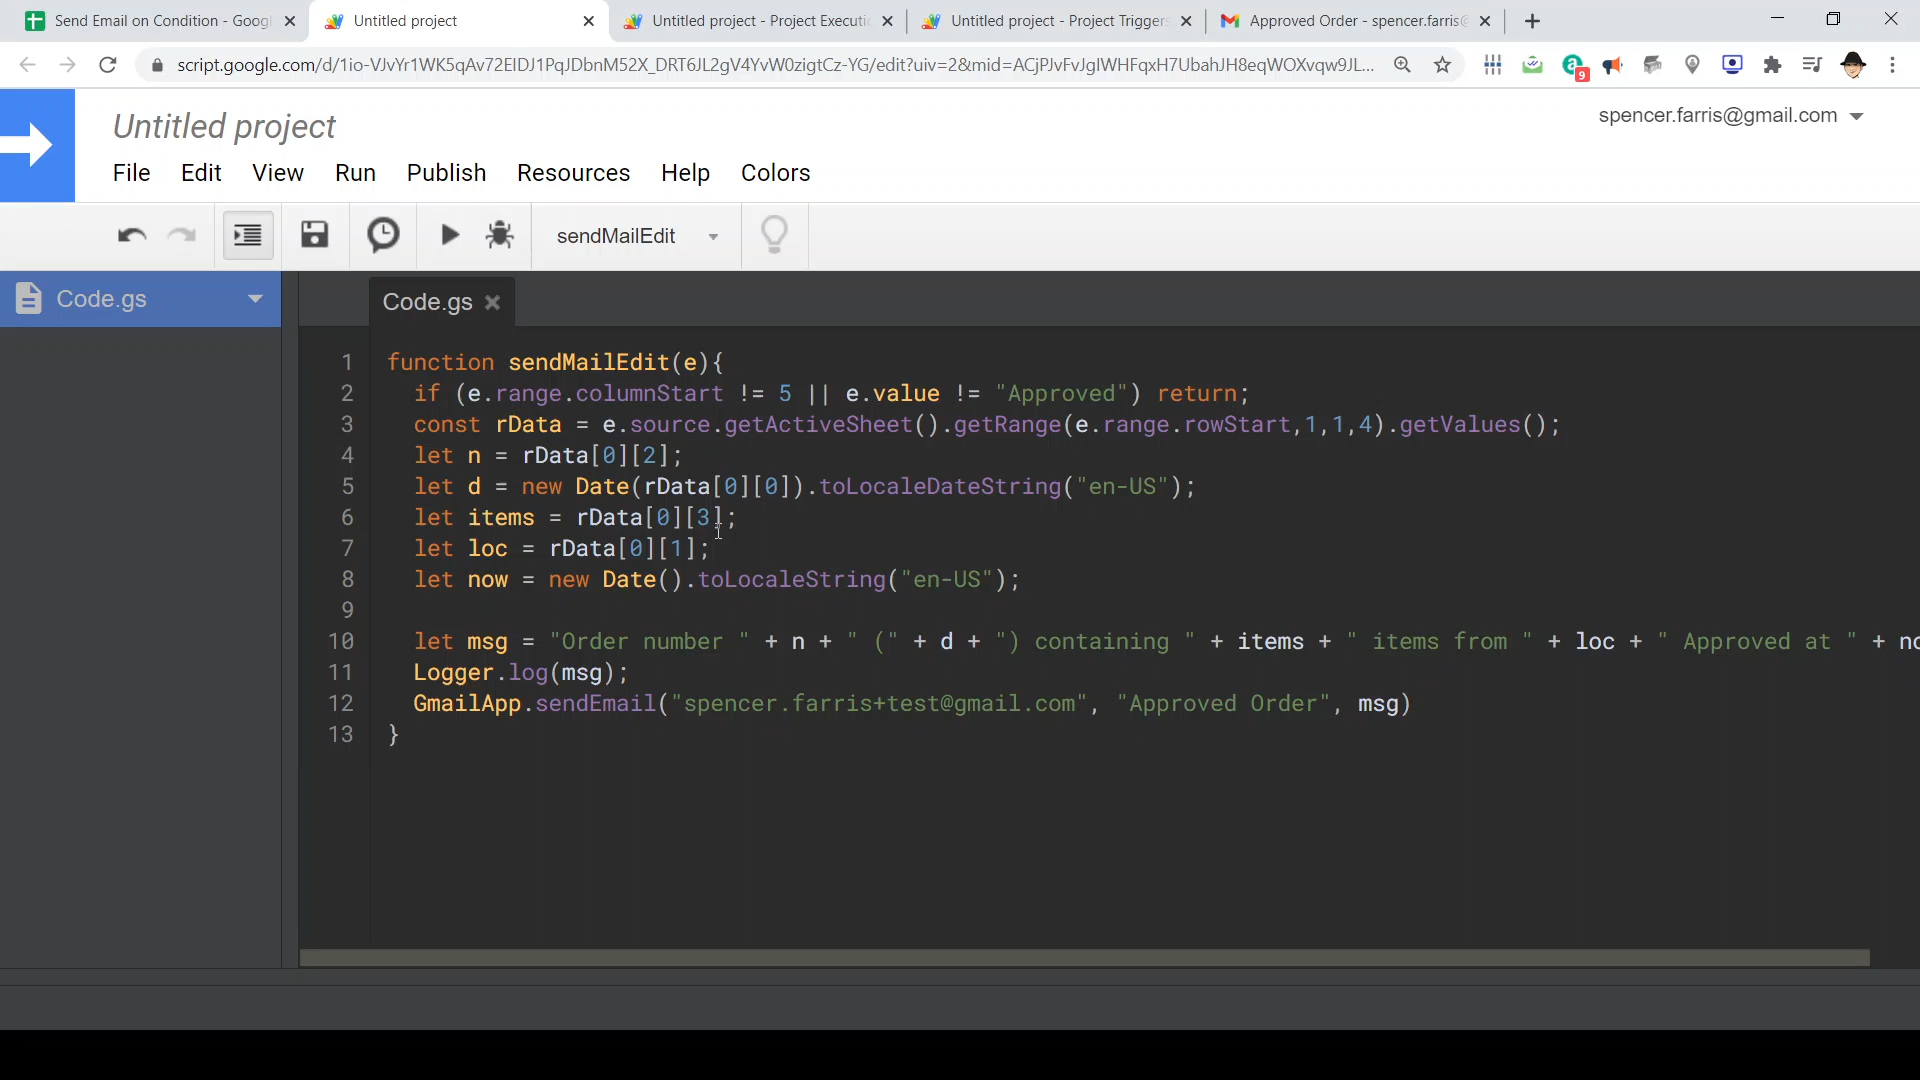 Send Email on Condition - Goog
Untitled project
Untitled project - Project Executi
Untitled project - Project Triggers
Approved Order - spencer.farris@
script.google.com/d/1io-VJvYr1WK5qAv72EIDJ1PqJDbnM52X_DRT6JL2gV4YvW0zigtCz-YG/edit?uiv=2&mid=ACjPJvFvJgIWHFqxH7UbahJH8eqWOXvqw9JL...
9
Untitled project
spencer.farris@gmail.com
File Edit View Run Publish Resources Help Colors
sendMailEdit
Code.gs
Code.gs
1 function sendMailEdit(e){
2 if (e.range.columnStart != 5 || e.value != "Approved") return;
3 const rData = e.source.getActiveSheet().getRange(e.range.rowStart,1,1,4).getValues();
4 let n = rData[0][2];
5 let d = new Date(rData[0][0]).toLocaleDateString("en-US");
6 let items = rData[0][3];
7 let loc = rData[0][1];
8 let now = new Date().toLocaleString("en-US");
9
10 let msg = "Order number " + n + " (" + d + ") containing " + items + " items from " + loc + " Approved at " + no
11 Logger.log(msg);
12 GmailApp.sendEmail("spencer.farris+test@gmail.com", "Approved Order", msg)
13 }